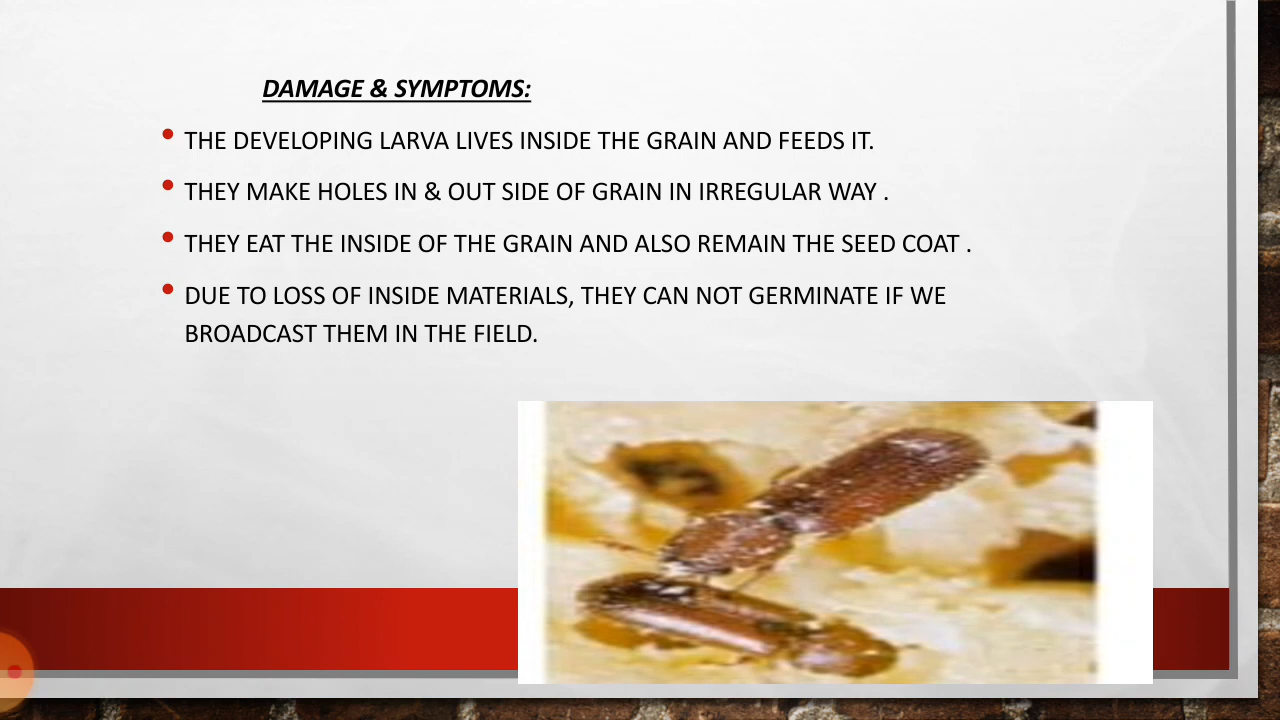 DAMAGE & SYMPTOMS:
• THE DEVELOPING LARVA LIVES INSIDE THE GRAIN AND FEEDS IT.
• THEY MAKE HOLES IN & OUT SIDE OF GRAIN IN IRREGULAR WAY .
• THEY EAT THE INSIDE OF THE GRAIN AND ALSO REMAIN THE SEED COAT .
• DUE TO LOSS OF INSIDE MATERIALS, THEY CAN NOT GERMINATE IF WE
BROADCAST THEM IN THE FIELD.